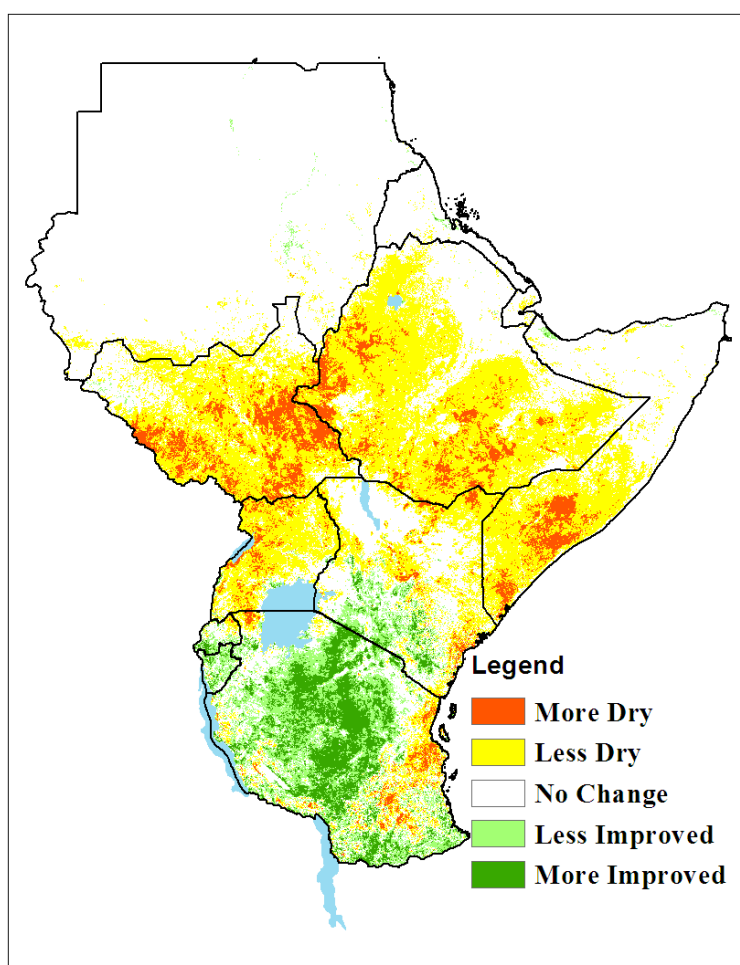 Legend
More Dry
Less Dry
No Change
Less Improved
More Improved